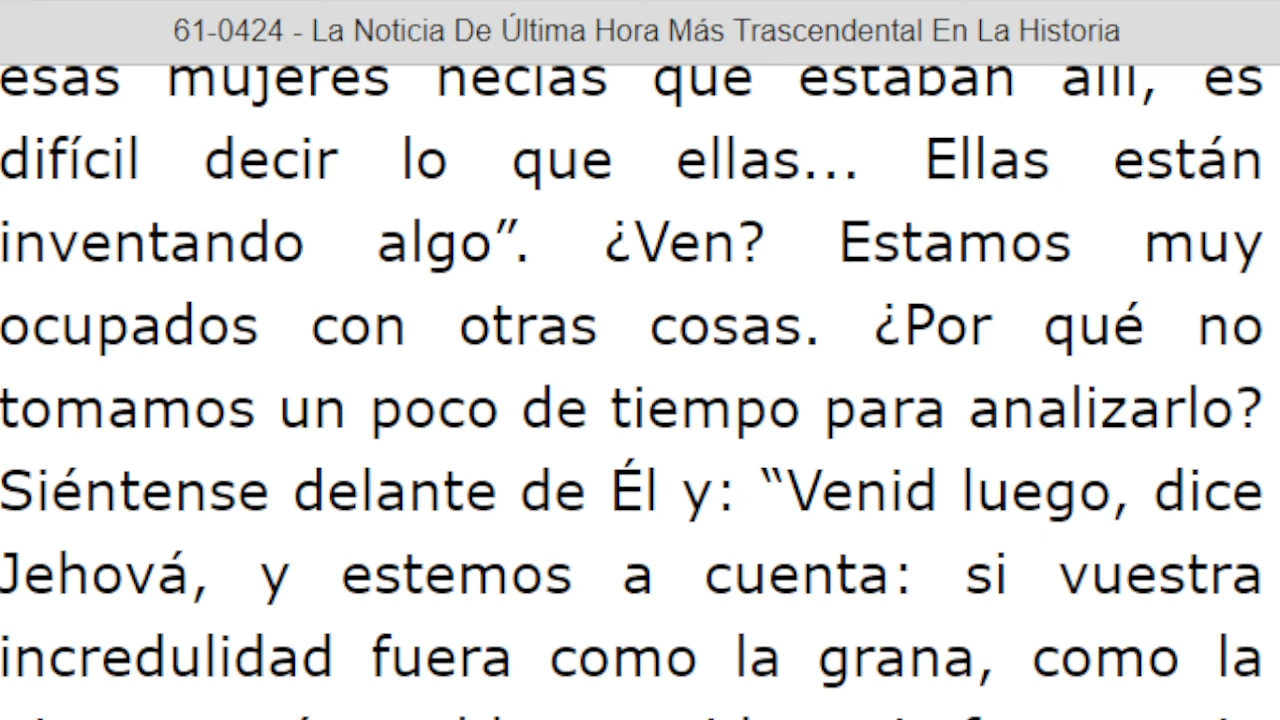 61-0424 - La Noticia De Última Hora Más Trascendental En La Historia
esas mujeres necias que estaban allí, es
difícil decir lo que ellas... Ellas están
inventando algo”. ¿Ven? Estamos muy
ocupados con otras cosas. ¿Por qué no
tomamos un poco de tiempo para analizarlo?
Siéntense delante de Él y: “Venid luego, dice
Jehová, y estemos a cuenta: si vuestra
incredulidad fuera como la grana, como la